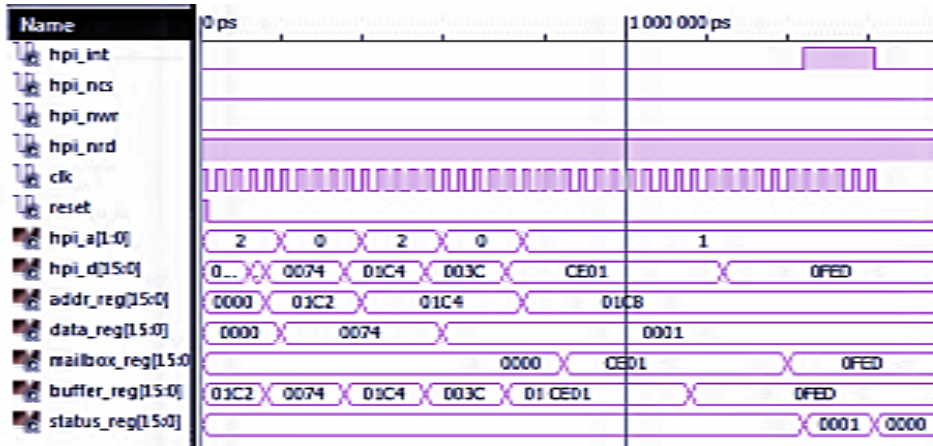 Name 0 ps 1 000 000 ps
hpi_int
hpi_ncs
hpi_nwr
hpi_nrd
clk
reset
hpi_a[1:0] 2 0 2 0 1
hpi_d[15:0] 0... 0074 01C4 003C CE01 0FED
addr_reg[15:0] 0000 01C2 01C4 01CB
data_reg[15:0] 0000 0074 0001
mailbox_reg[15:0 0000 CE01 0FED
buffer_reg[15:0] 01C2 0074 01C4 003C 01 CE01 0FED
status_reg[15:0] 0001 0000